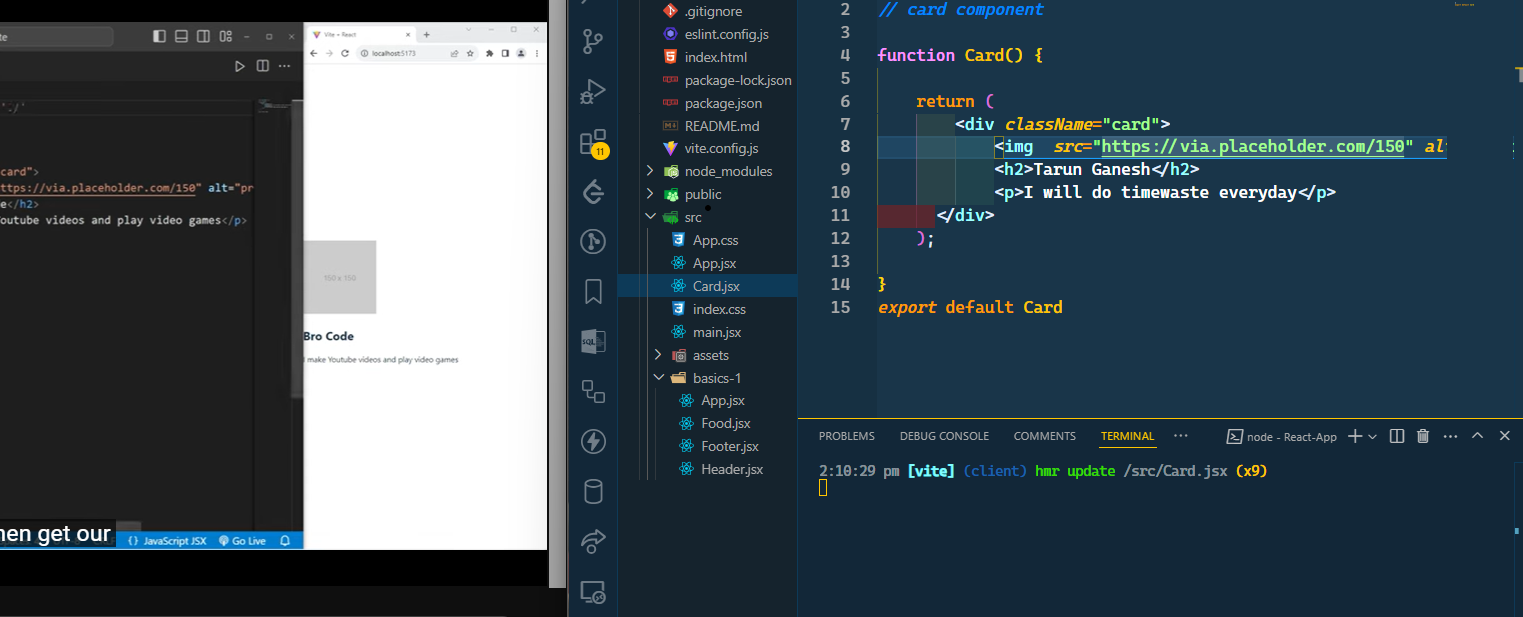 te
Vite + React
localhost:5173
':/'
card">
ttps://via.placeholder.com/150" alt="pr
e</h2>
outube videos and play video games</p>
150 x 150
Bro Code
I make Youtube videos and play video games
hen get our
{} JavaScript JSX
Go Live
11
SQL
.gitignore
eslint.config.js
index.html
package-lock.json
package.json
README.md
vite.config.js
node_modules
public
src
App.css
App.jsx
Card.jsx
index.css
main.jsx
assets
basics-1
App.jsx
Food.jsx
Footer.jsx
Header.jsx
2 // card component
3
4 function Card() {
5
6 return (
7 <div className="card">
8 <img src="https://via.placeholder.com/150" al
9 <h2>Tarun Ganesh</h2>
10 <p>I will do timewaste everyday</p>
11 </div>
12 );
13
14 }
15 export default Card
PROBLEMS DEBUG CONSOLE COMMENTS TERMINAL ··· node - React-App
2:10:29 pm [vite] (client) hmr update /src/Card.jsx (x9)